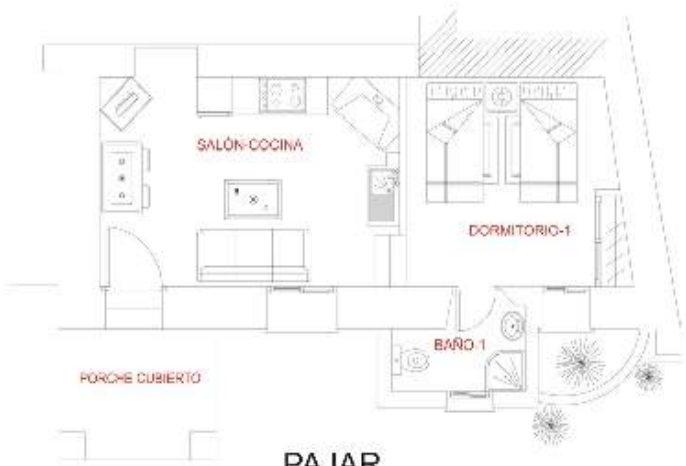 SALÓN-COCINA
DORMITORIO-1
BAÑO-1
PORCHE CUBIERTO
PAJAR